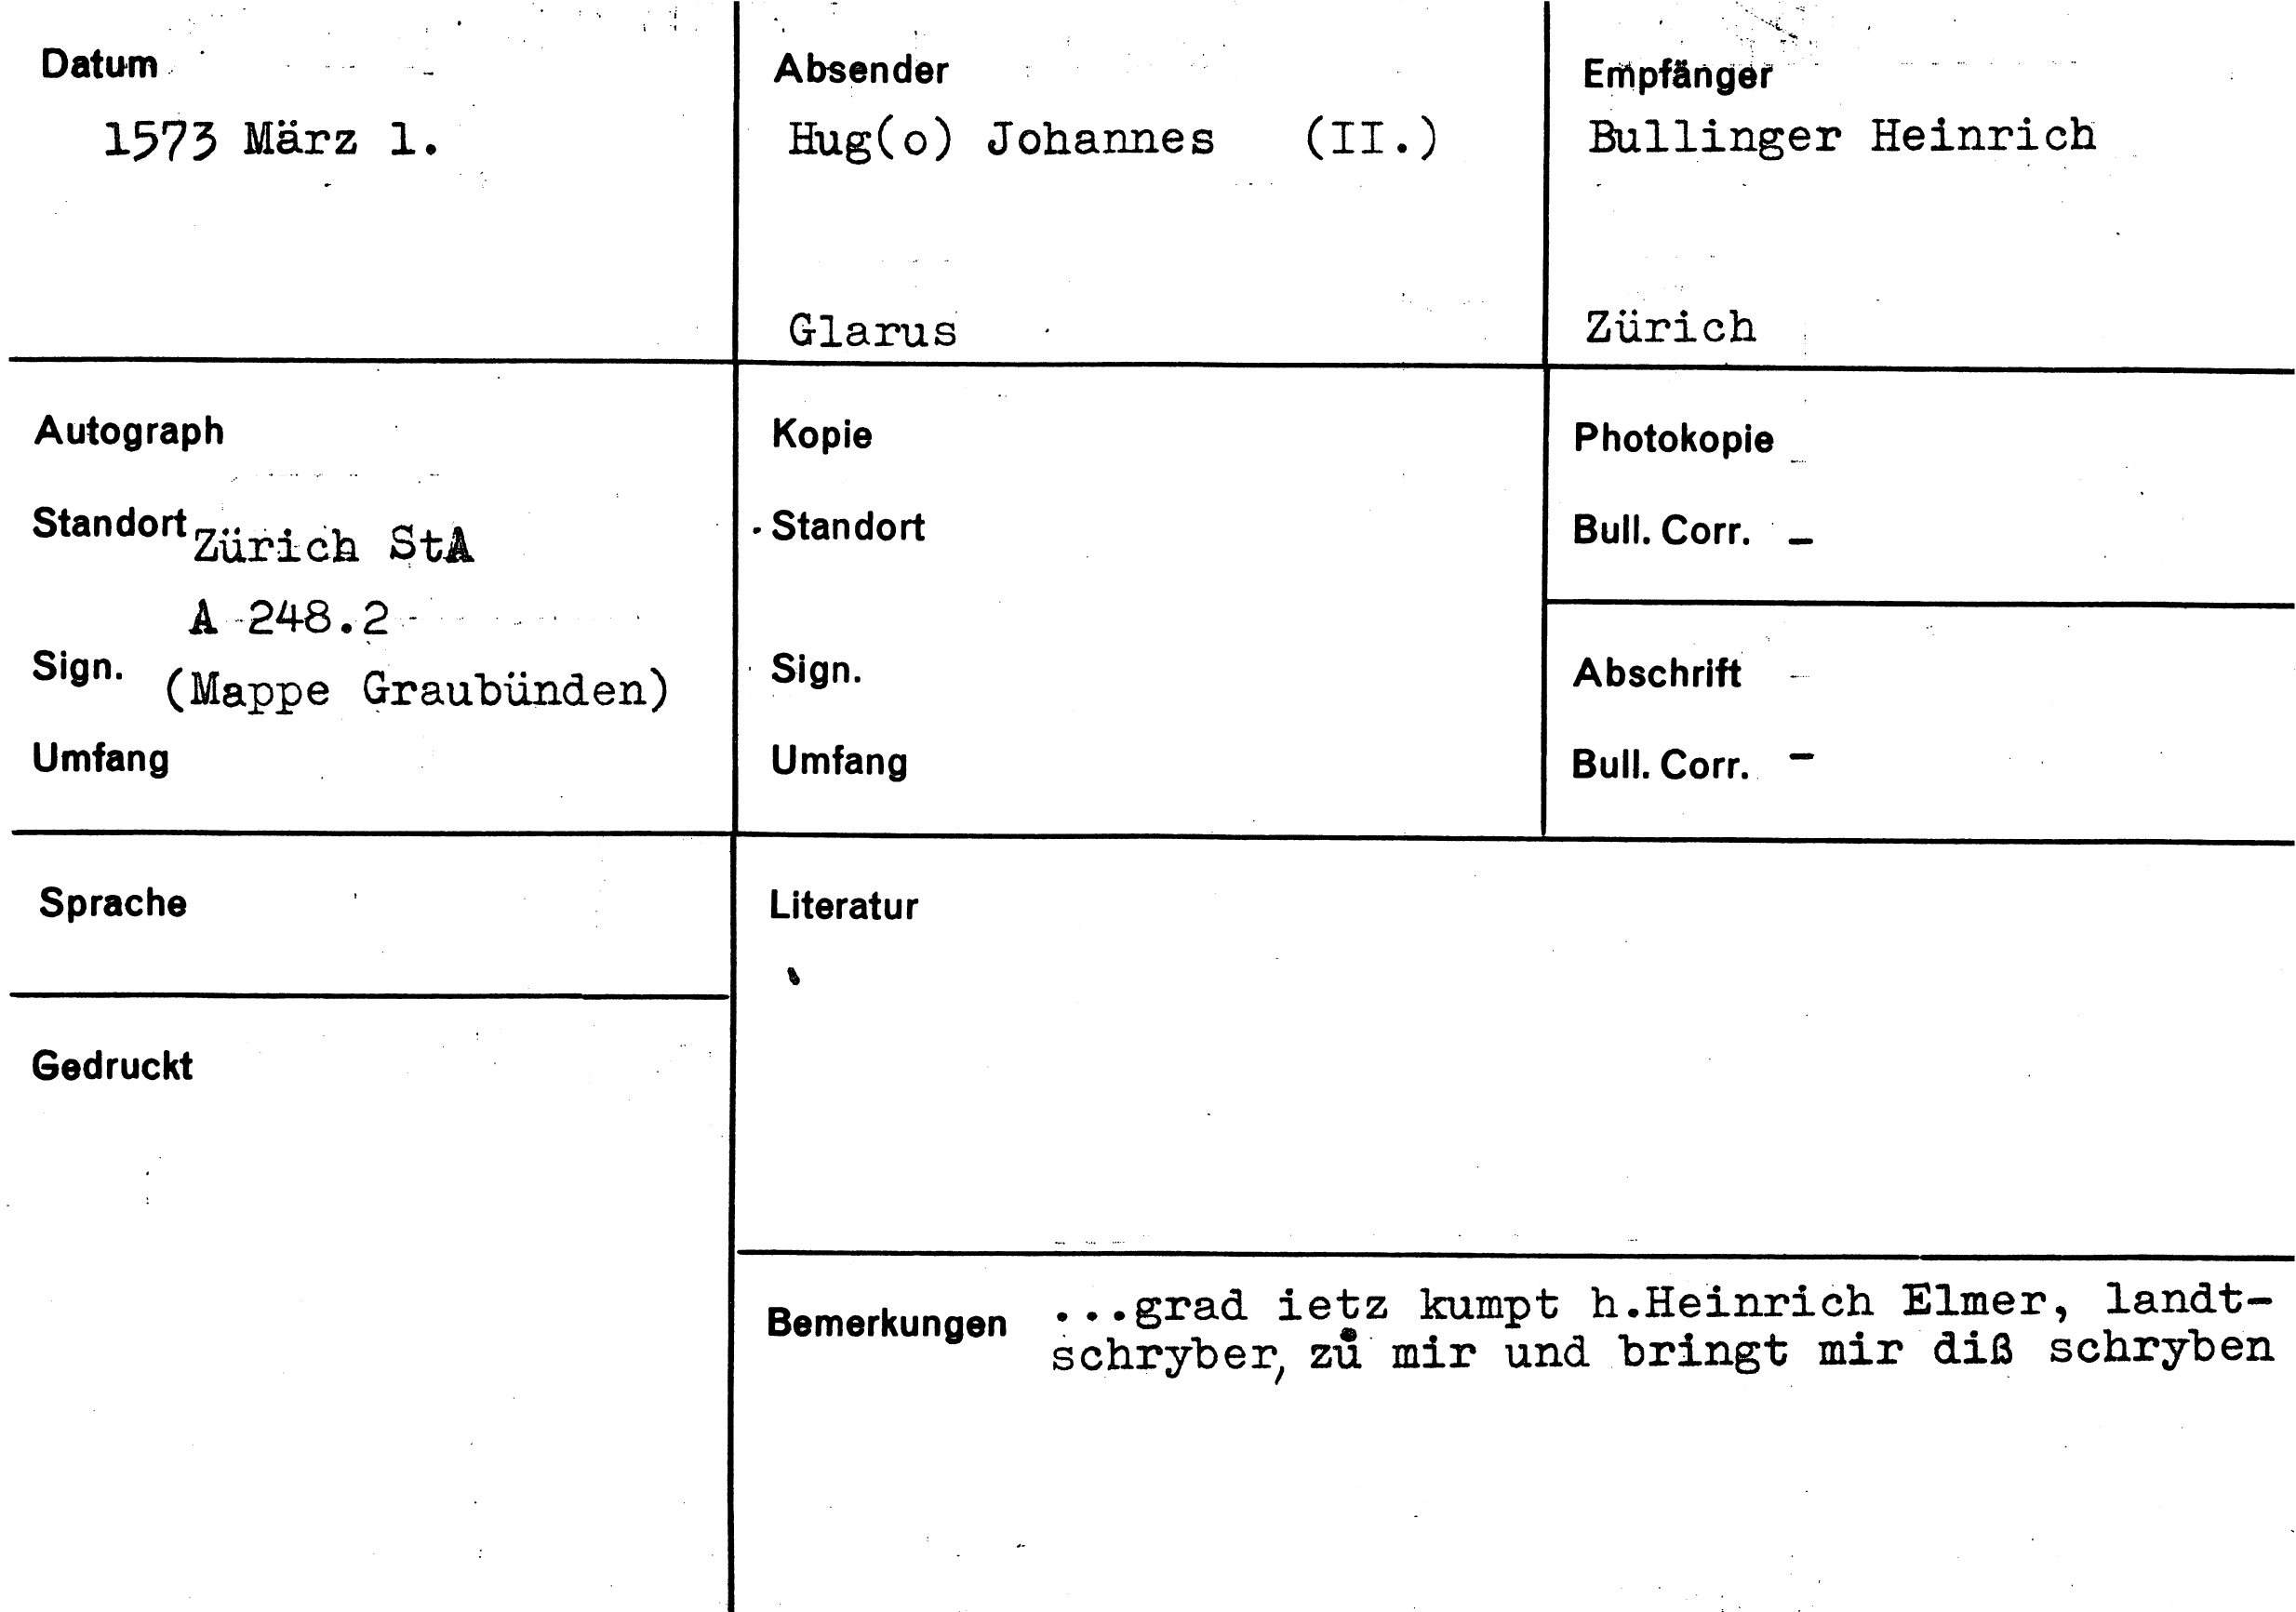 Datum
1573 März 1.
Absender
Hug(o) Johannes (II.)
Glarus
Empfänger
Bullinger Heinrich
Zürich
Autograph
Standort Zürich StA
A 248.2
Sign. (Mappe Graubünden)
Umfang
Kopie
Standort
Sign.
Umfang
Photokopie
Bull. Corr. –
Abschrift
Bull. Corr. –
Sprache
Gedruckt
Literatur
Bemerkungen ...grad ietz kumpt h.Heinrich Elmer, landt-
schryber, zů mir und bringt mir diß schryben